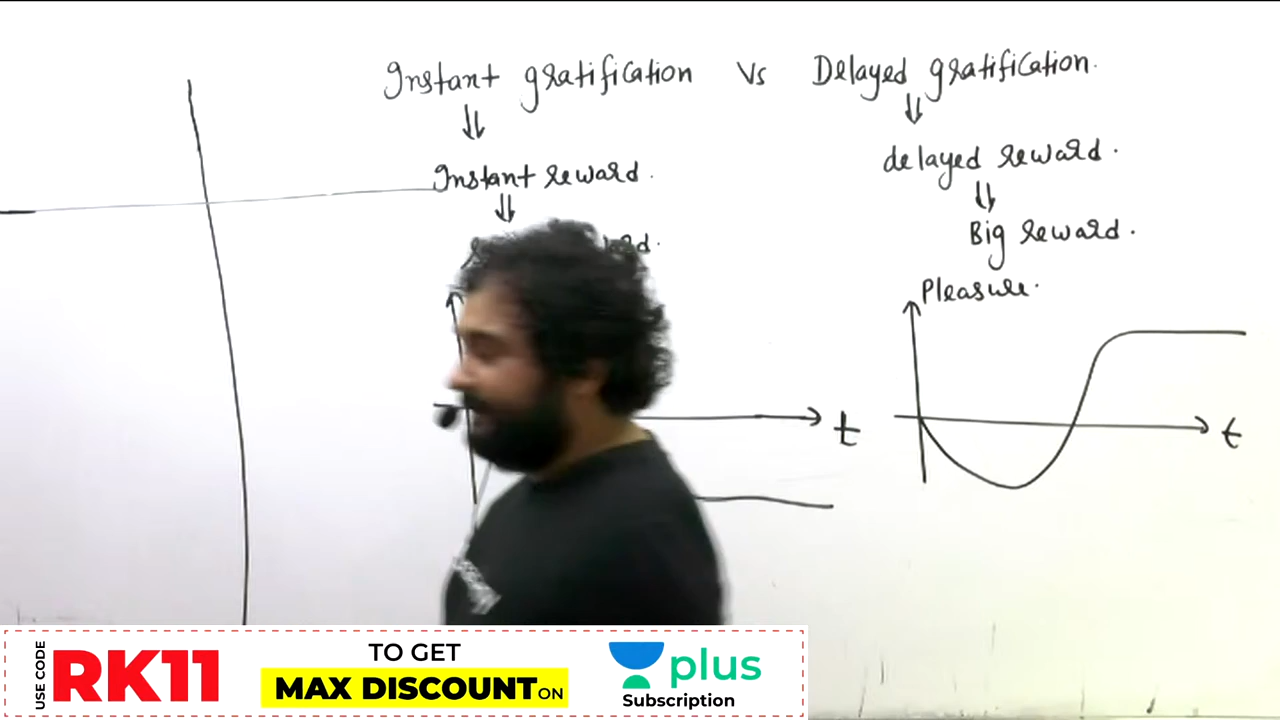 Instant gratification Vs Delayed gratification.
Instant reward.
delayed reward.
Big reward.
Pleasure.
t
t
USE CODE
RK11
TO GET
MAX DISCOUNT ON
plus
Subscription